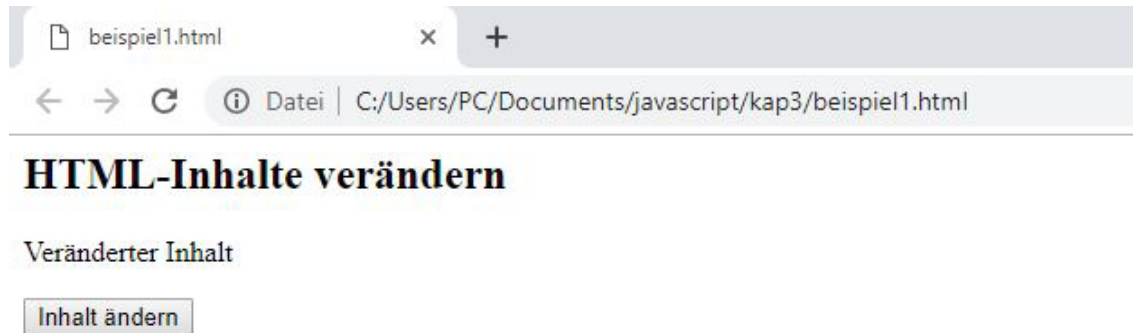 beispiel1.html
Datei | C:/Users/PC/Documents/javascript/kap3/beispiel1.html
HTML-Inhalte verändern
Veränderter Inhalt
Inhalt ändern